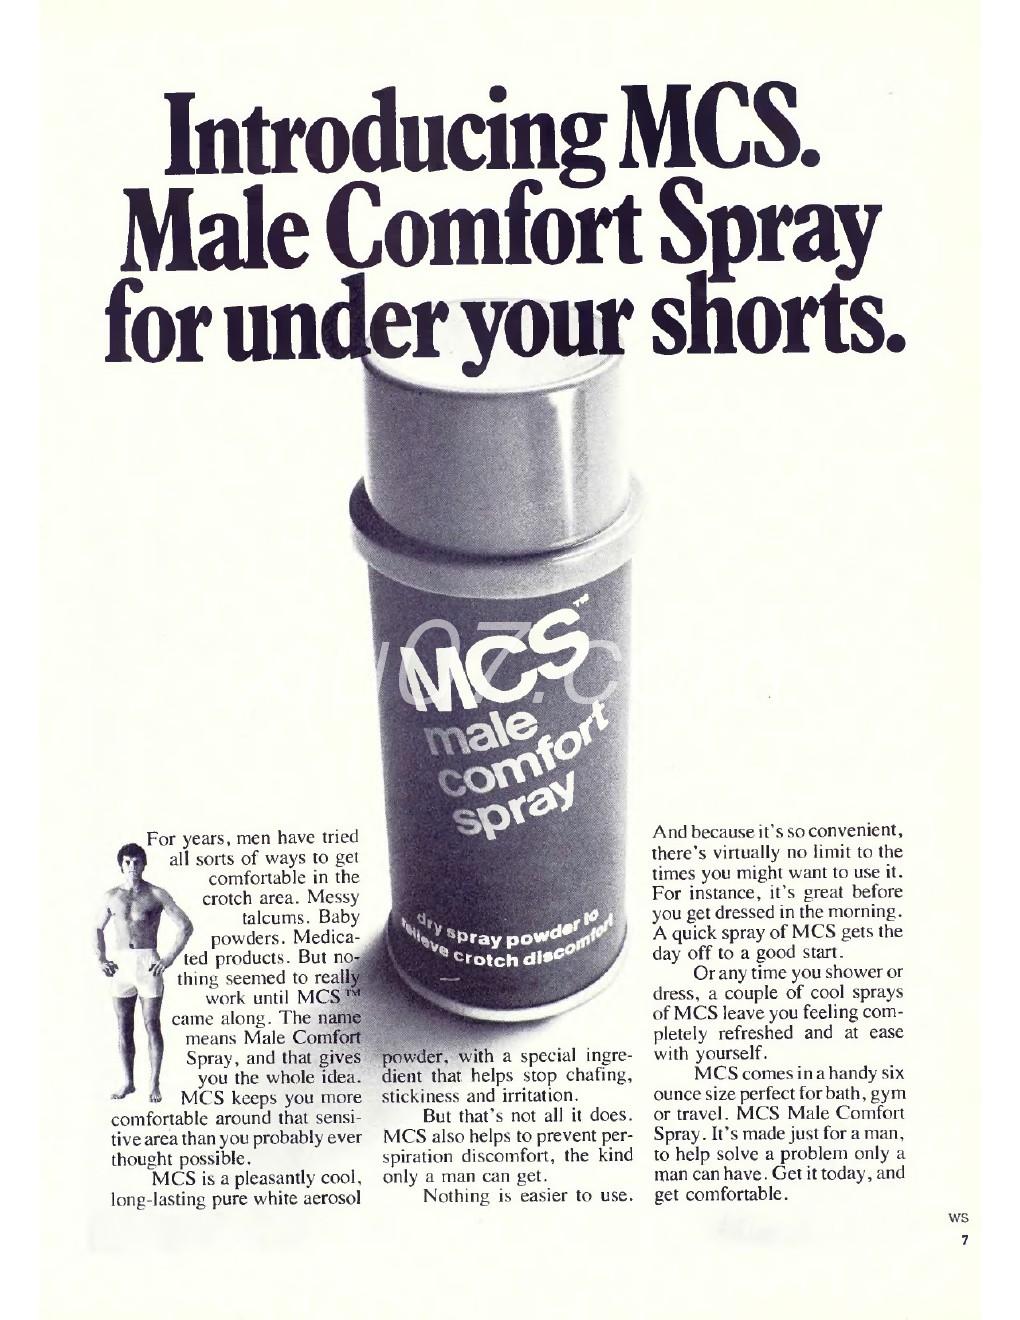 Introducing MCS.
Male Comfort Spray
for under your shorts.
MCS™
male
comfort
spray
dry spray powder to
relieve crotch discomfort
For years, men have tried
all sorts of ways to get
comfortable in the
crotch area. Messy
talcums. Baby
powders. Medica-
ted products. But no-
thing seemed to really
work until MCS™
came along. The name
means Male Comfort
Spray, and that gives
you the whole idea.
MCS keeps you more
comfortable around that sensi-
tive area than you probably ever
thought possible.
MCS is a pleasantly cool,
long-lasting pure white aerosol
powder, with a special ingre-
dient that helps stop chafing,
stickiness and irritation.
But that's not all it does.
MCS also helps to prevent per-
spiration discomfort, the kind
only a man can get.
Nothing is easier to use.
And because it's so convenient,
there's virtually no limit to the
times you might want to use it.
For instance, it's great before
you get dressed in the morning.
A quick spray of MCS gets the
day off to a good start.
Or any time you shower or
dress, a couple of cool sprays
of MCS leave you feeling com-
pletely refreshed and at ease
with yourself.
MCS comes in a handy six
ounce size perfect for bath, gym
or travel. MCS Male Comfort
Spray. It's made just for a man,
to help solve a problem only a
man can have. Get it today, and
get comfortable.
WS
7